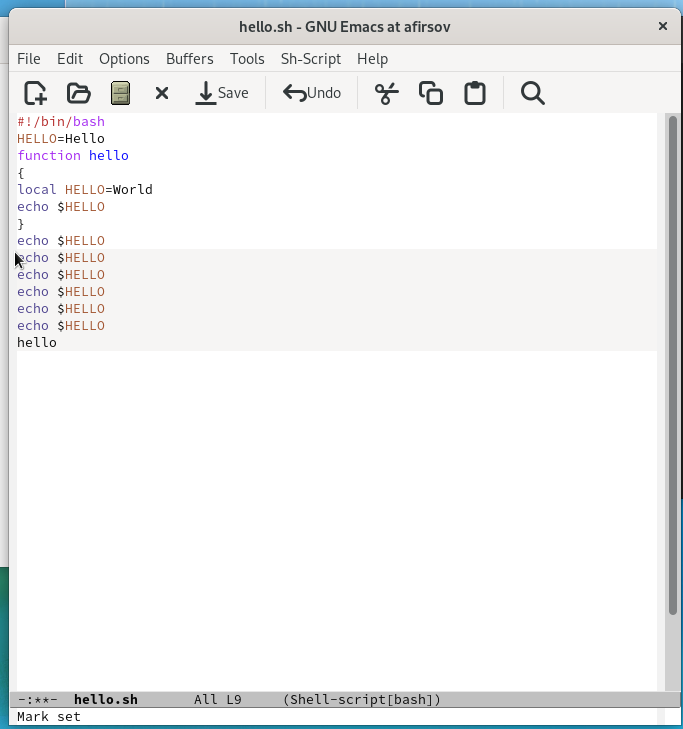 hello.sh - GNU Emacs at afirsov ×
File Edit Options Buffers Tools Sh-Script Help
Save Undo
#!/bin/bash
HELLO=Hello
function hello
{
local HELLO=World
echo $HELLO
}
echo $HELLO
echo $HELLO
echo $HELLO
echo $HELLO
echo $HELLO
echo $HELLO
hello
-:**- hello.sh All L9 (Shell-script[bash])
Mark set